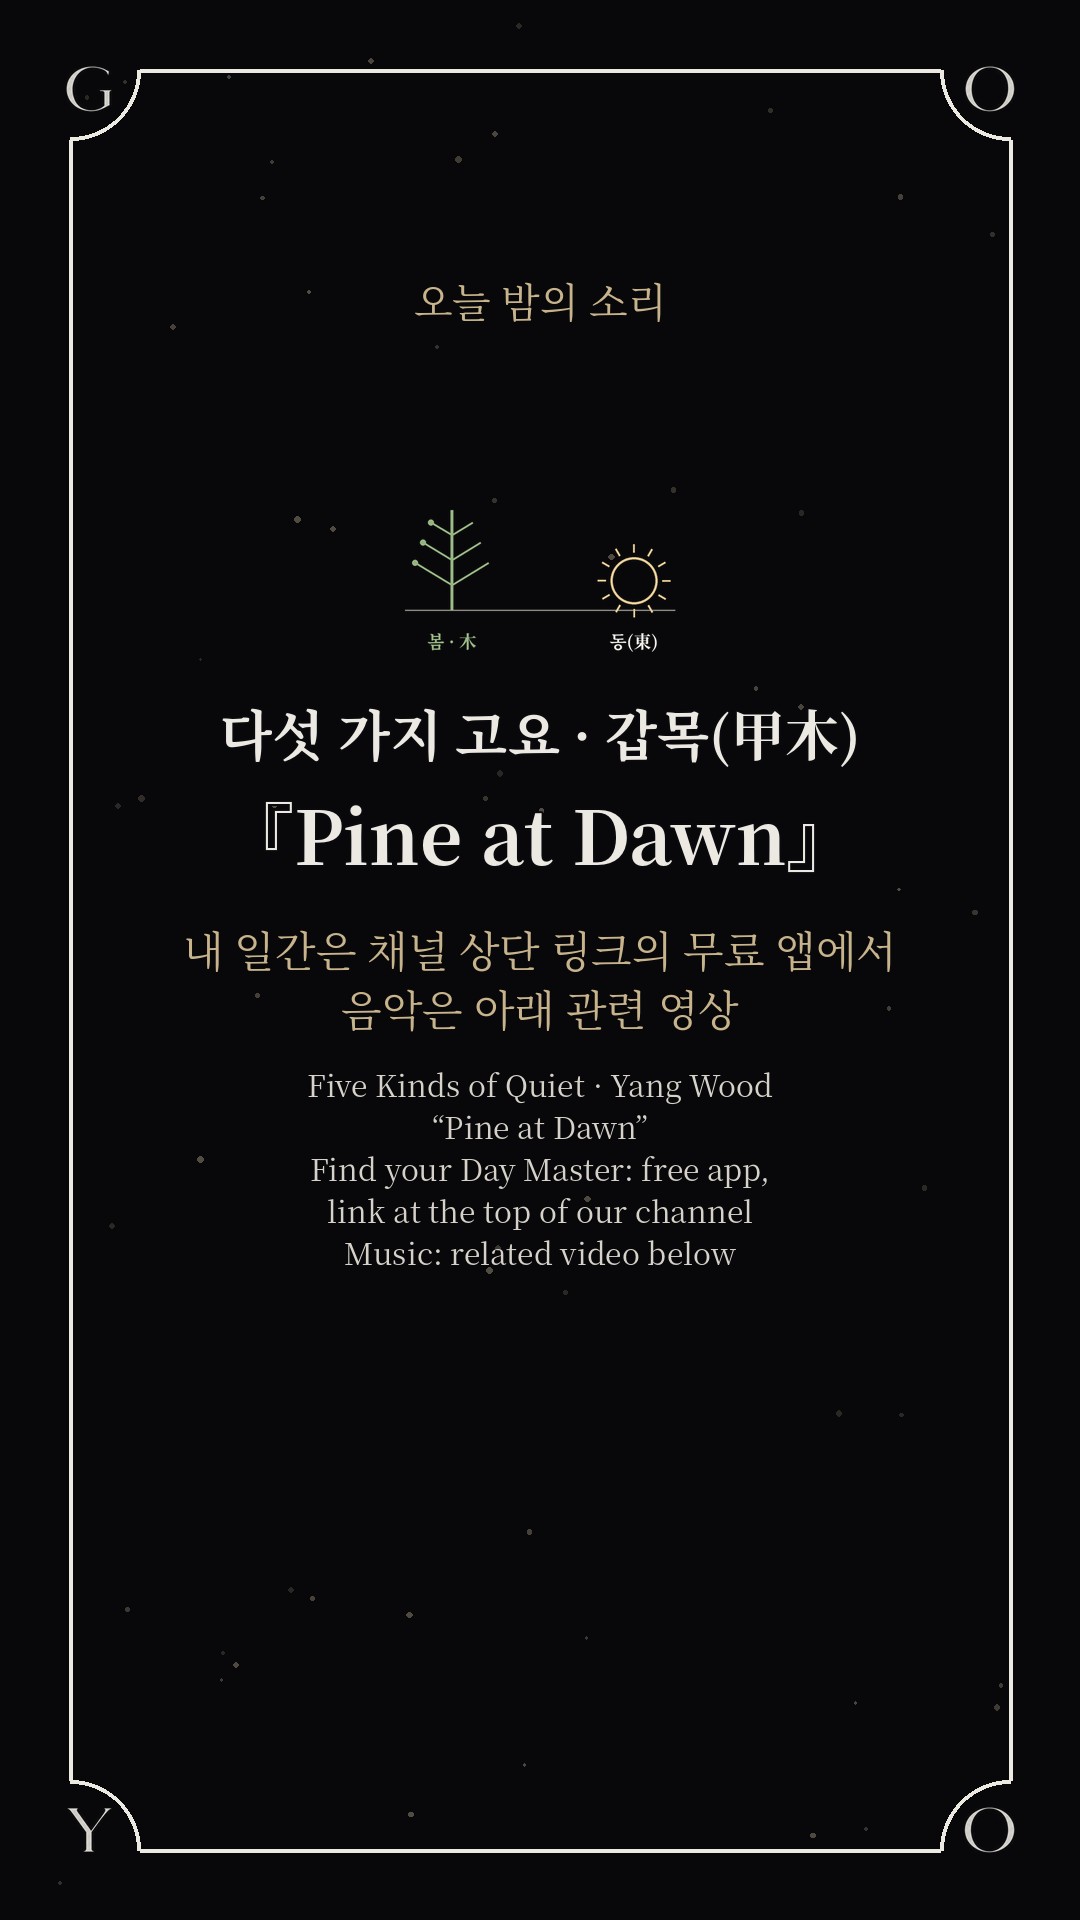 G O
오늘 밤의 소리
봄 · 木 동(東)
다섯 가지 고요 · 갑목(甲木)
『Pine at Dawn』
내 일간은 채널 상단 링크의 무료 앱에서
음악은 아래 관련 영상
Five Kinds of Quiet · Yang Wood
“Pine at Dawn”
Find your Day Master: free app,
link at the top of our channel
Music: related video below
Y O